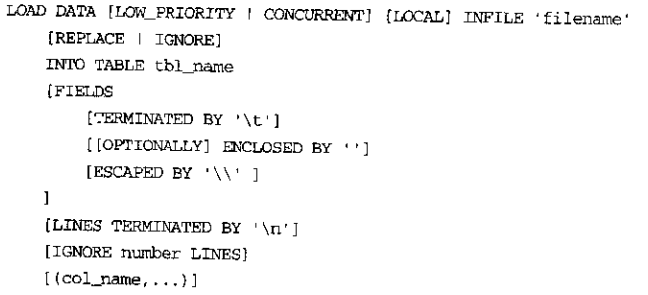 LOAD DATA [LOW_PRIORITY | CONCURRENT] [LOCAL] INFILE 'filename'
[REPLACE | IGNORE]
INTO TABLE tbl_name
[FIELDS
[TERMINATED BY '\t']
[[OPTIONALLY] ENCLOSED BY '']
[ESCAPED BY '\\' ]
]
[LINES TERMINATED BY '\n']
[IGNORE number LINES]
[(col_name,...)]